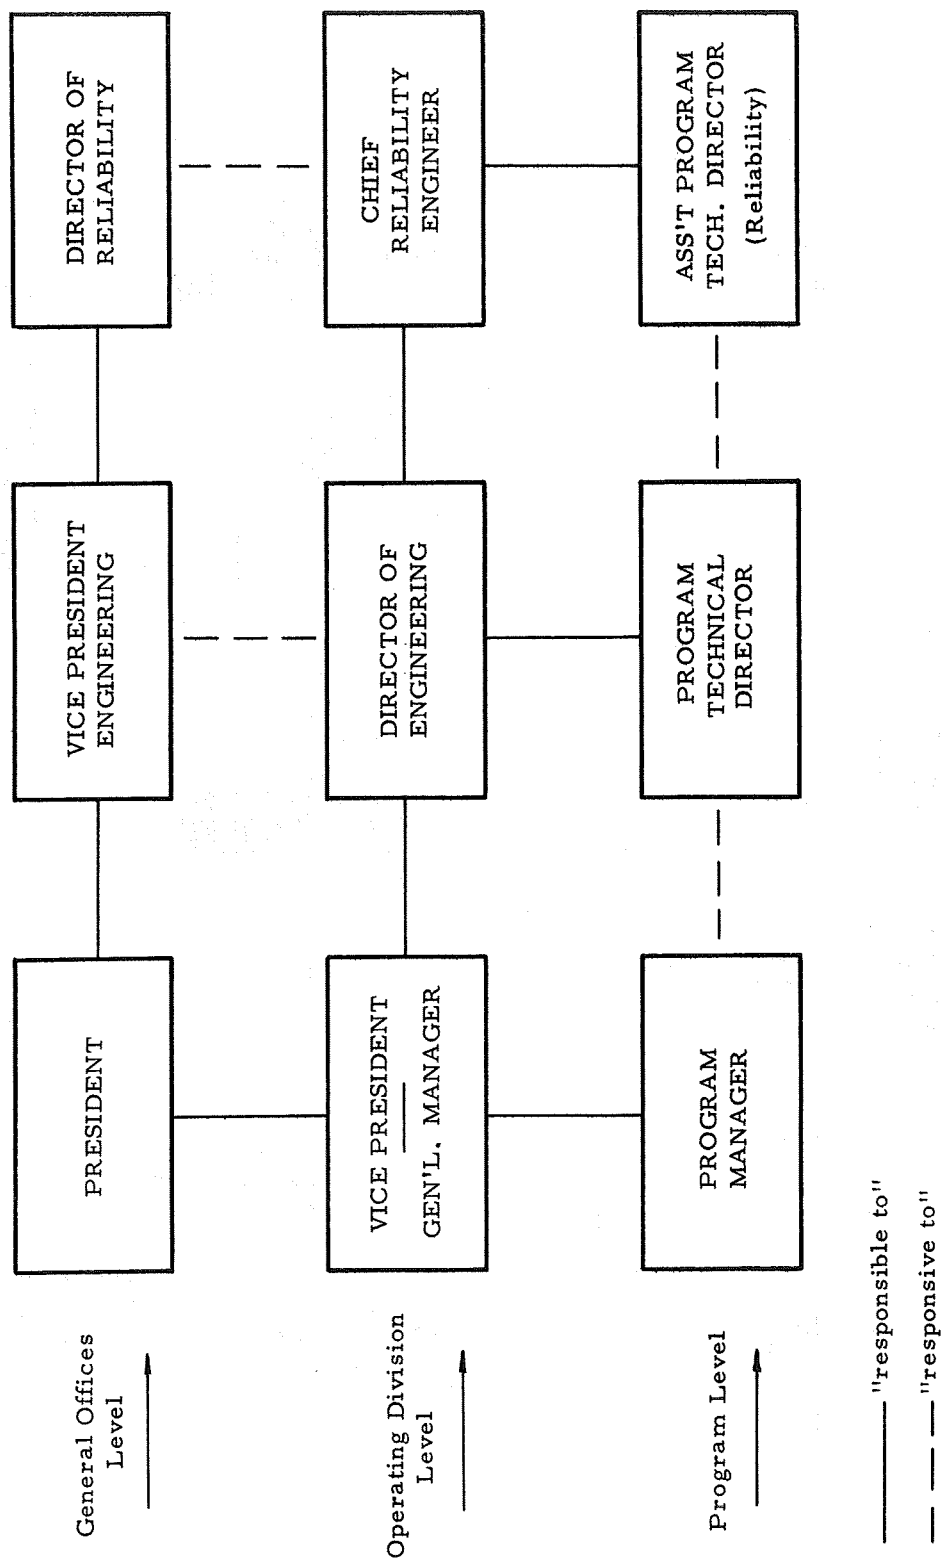 General Offices
Level
PRESIDENT
VICE PRESIDENT
ENGINEERING
DIRECTOR OF
RELIABILITY
Operating Division
Level
VICE PRESIDENT
GEN'L. MANAGER
DIRECTOR OF
ENGINEERING
CHIEF
RELIABILITY
ENGINEER
Program Level
PROGRAM
MANAGER
PROGRAM
TECHNICAL
DIRECTOR
ASS'T PROGRAM
TECH. DIRECTOR
(Reliability)
"responsible to"
"responsive to"